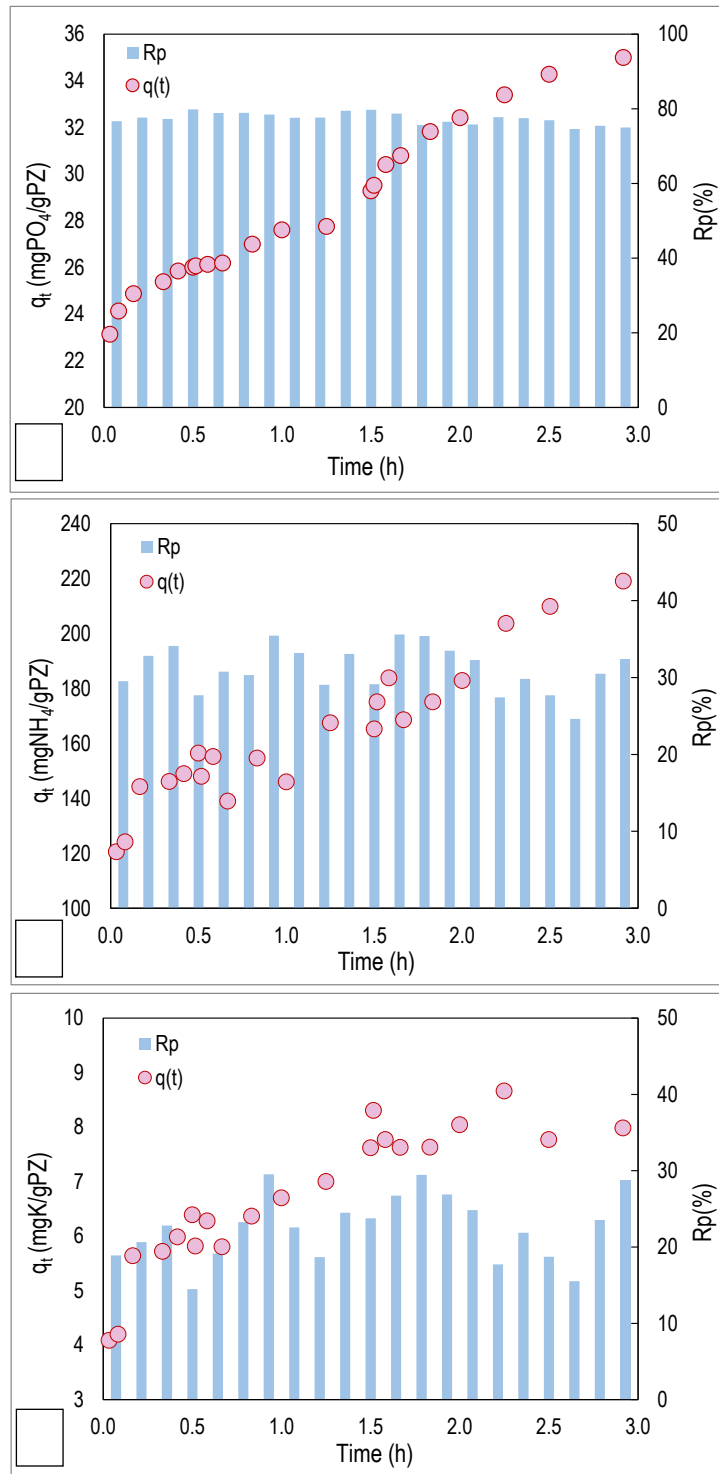 36
34
32
30
28
26
24
22
20
qt (mgPO4/gPZ)
Rp
q(t)
100
80
60
40
20
0
Rp(%)
0.0 0.5 1.0 1.5 2.0 2.5 3.0
Time (h)
240
220
200
180
160
140
120
100
qt (mgNH4/gPZ)
Rp
q(t)
50
40
30
20
10
0
Rp(%)
0.0 0.5 1.0 1.5 2.0 2.5 3.0
Time (h)
10
9
8
7
6
5
4
3
qt (mgK/gPZ)
Rp
q(t)
50
40
30
20
10
0
Rp(%)
0.0 0.5 1.0 1.5 2.0 2.5 3.0
Time (h)